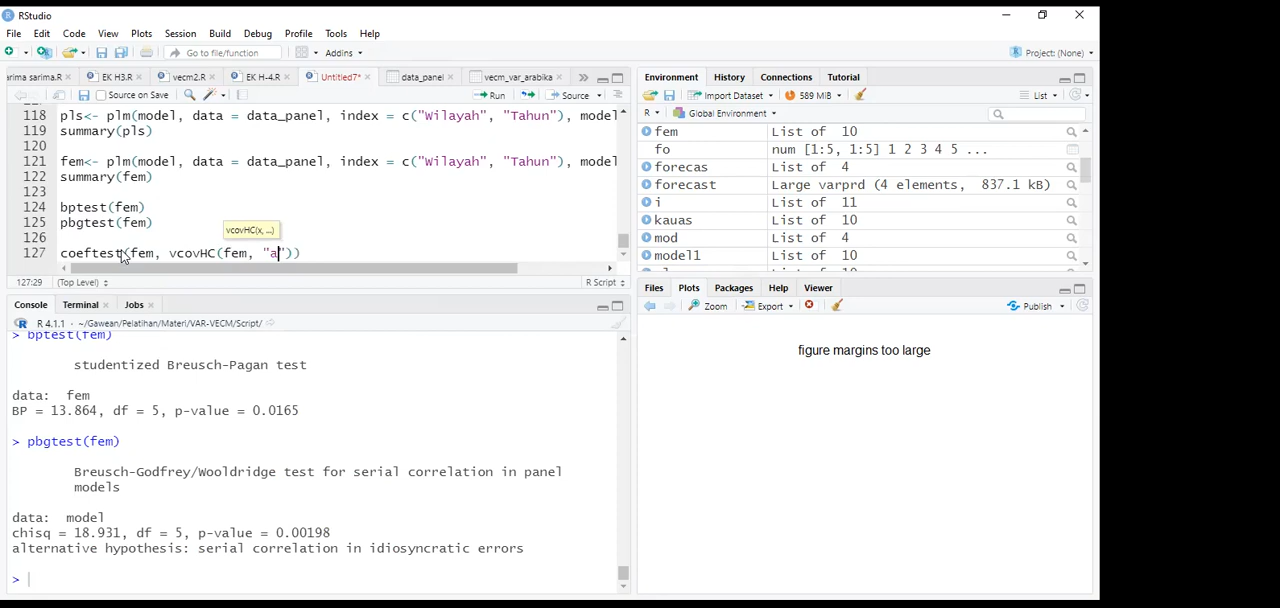 RStudio
File Edit Code View Plots Session Build Debug Profile Tools Help
Go to file/function Addins Project: (None)
arima sarima.R EK H3.R vecm2.R EK H-4.R Untitled7* data_panel vecm_var_arabika
Source on Save Run Source
118 pls<- plm(model, data = data_panel, index = c("Wilayah", "Tahun"), model
119 summary(pls)
120
121 fem<- plm(model, data = data_panel, index = c("Wilayah", "Tahun"), model
122 summary(fem)
123
124 bptest(fem)
125 pbgtest(fem)
vcovHC(x, ...)
126
127 coeftest(fem, vcovHC(fem, "a"))
127:29 (Top Level) R Script
Console Terminal Jobs
R 4.1.1 · ~/Gawean/Pelatihan/Materi/VAR-VECM/Script/
> bptest(fem)
studentized Breusch-Pagan test
data: fem
BP = 13.864, df = 5, p-value = 0.0165
> pbgtest(fem)
Breusch-Godfrey/Wooldridge test for serial correlation in panel
models
data: model
chisq = 18.931, df = 5, p-value = 0.00198
alternative hypothesis: serial correlation in idiosyncratic errors
>
Environment History Connections Tutorial
Import Dataset 589 MiB List
R Global Environment
fem List of 10
fo num [1:5, 1:5] 1 2 3 4 5 ...
forecas List of 4
forecast Large varprd (4 elements, 837.1 kB)
i List of 11
kauas List of 10
mod List of 4
model1 List of 10
Files Plots Packages Help Viewer
Zoom Export Publish
figure margins too large